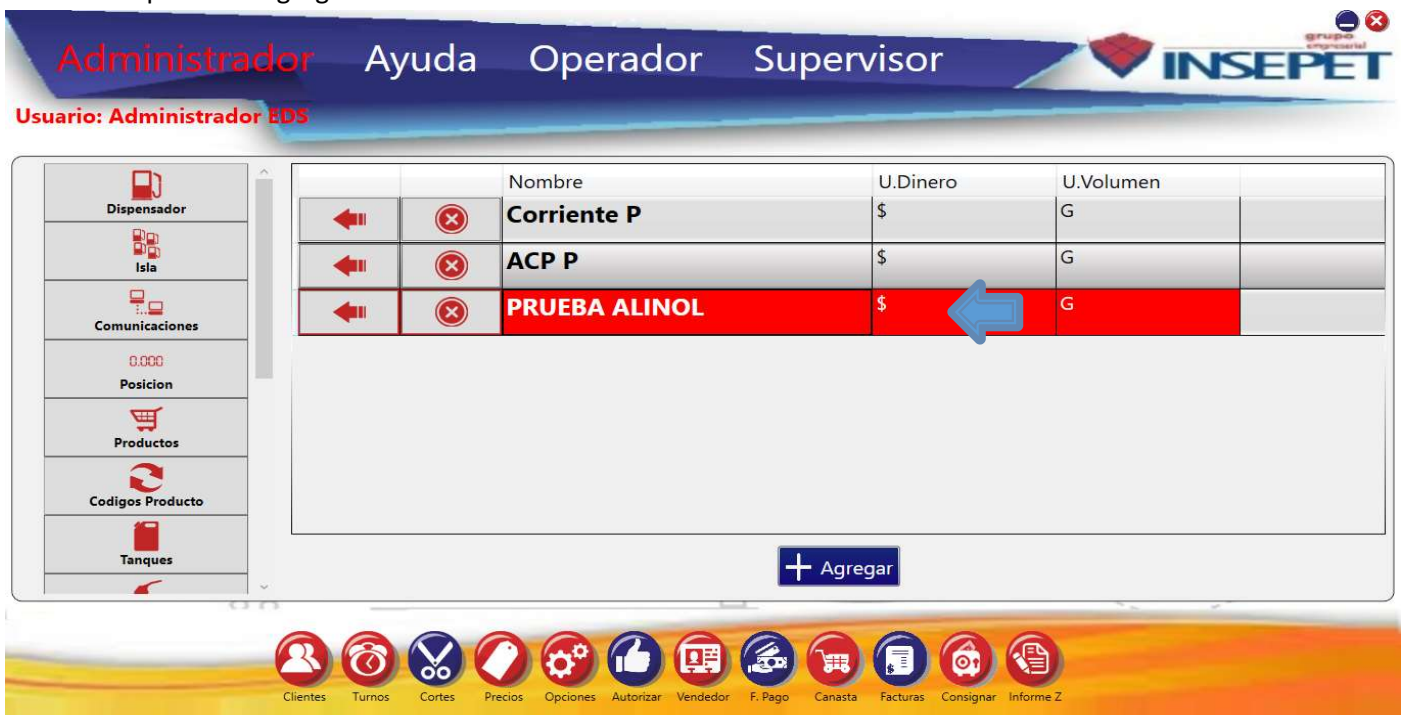 Administrador Ayuda Operador Supervisor
grupo
empresarial
INSEPET
Usuario: Administrador EDS
Dispensador
Isla
Comunicaciones
0.000
Posicion
Productos
Codigos Producto
Tanques
Nombre U.Dinero U.Volumen
Corriente P $ G
ACP P $ G
PRUEBA ALINOL $ G
Agregar
Clientes Turnos Cortes Precios Opciones Autorizar Vendedor F. Pago Canasta Facturas Consignar Informe Z